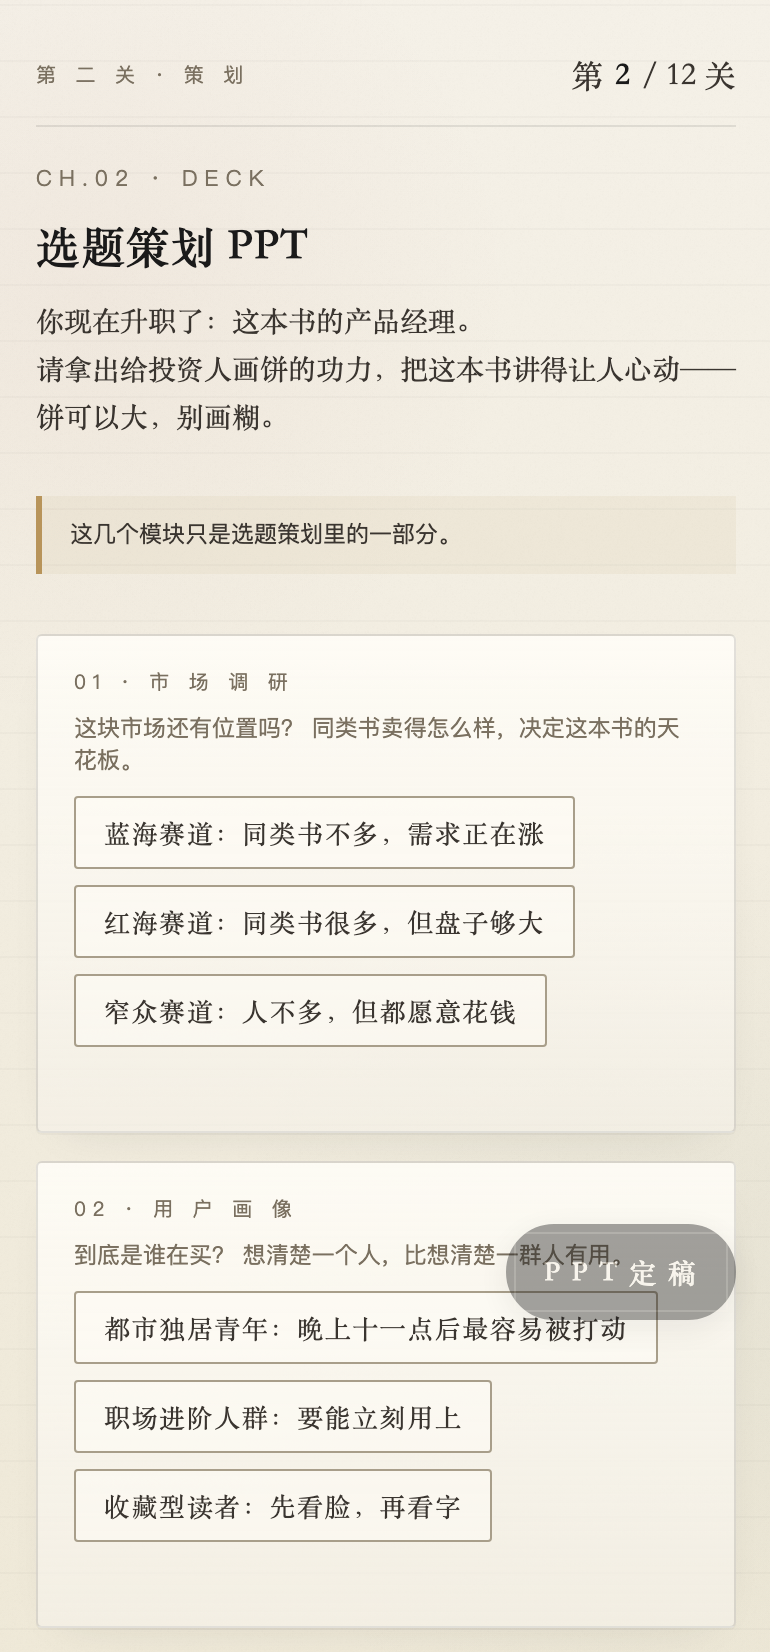 第二关 · 策划
第 2 / 12 关
CH.02 · DECK
选题策划 PPT
你现在升职了：这本书的产品经理。
请拿出给投资人画饼的功力，把这本书讲得让人心动——
饼可以大，别画糊。
这几个模块只是选题策划里的一部分。
01 · 市场调研
这块市场还有位置吗？ 同类书卖得怎么样，决定这本书的天
花板。
蓝海赛道：同类书不多，需求正在涨
红海赛道：同类书很多，但盘子够大
窄众赛道：人不多，但都愿意花钱
02 · 用户画像
到底是谁在买？ 想清楚一个人，比想清楚一群人有用。
PPT定稿
都市独居青年：晚上十一点后最容易被打动
职场进阶人群：要能立刻用上
收藏型读者：先看脸，再看字